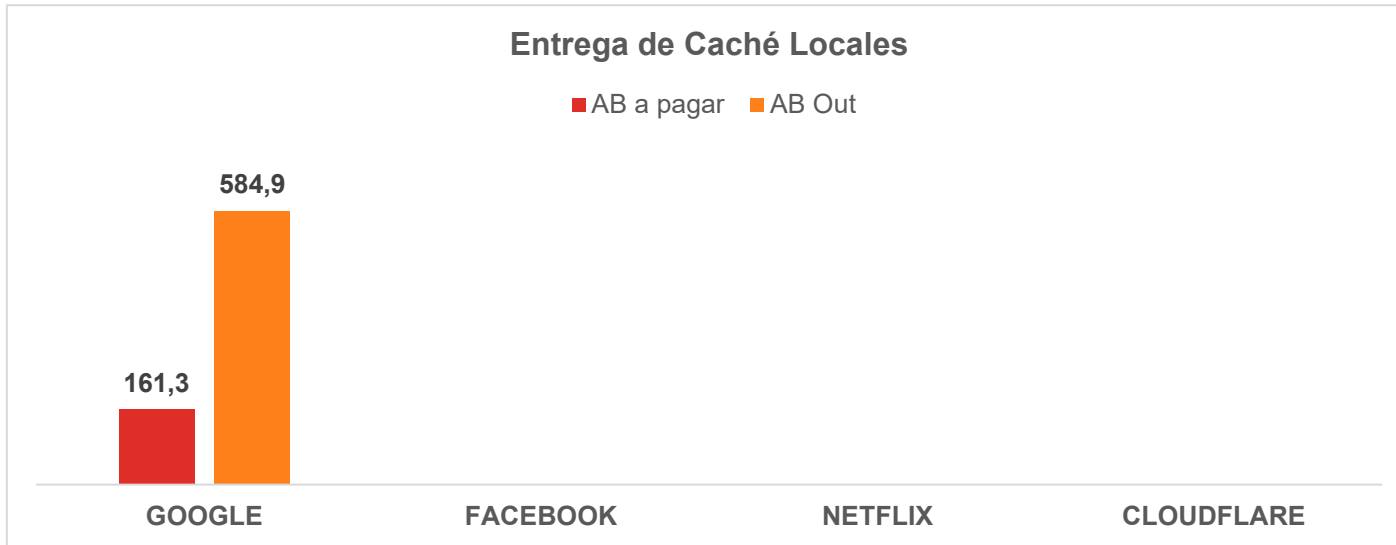 Entrega de Caché Locales
AB a pagar AB Out
584,9
161,3
GOOGLE FACEBOOK NETFLIX CLOUDFLARE